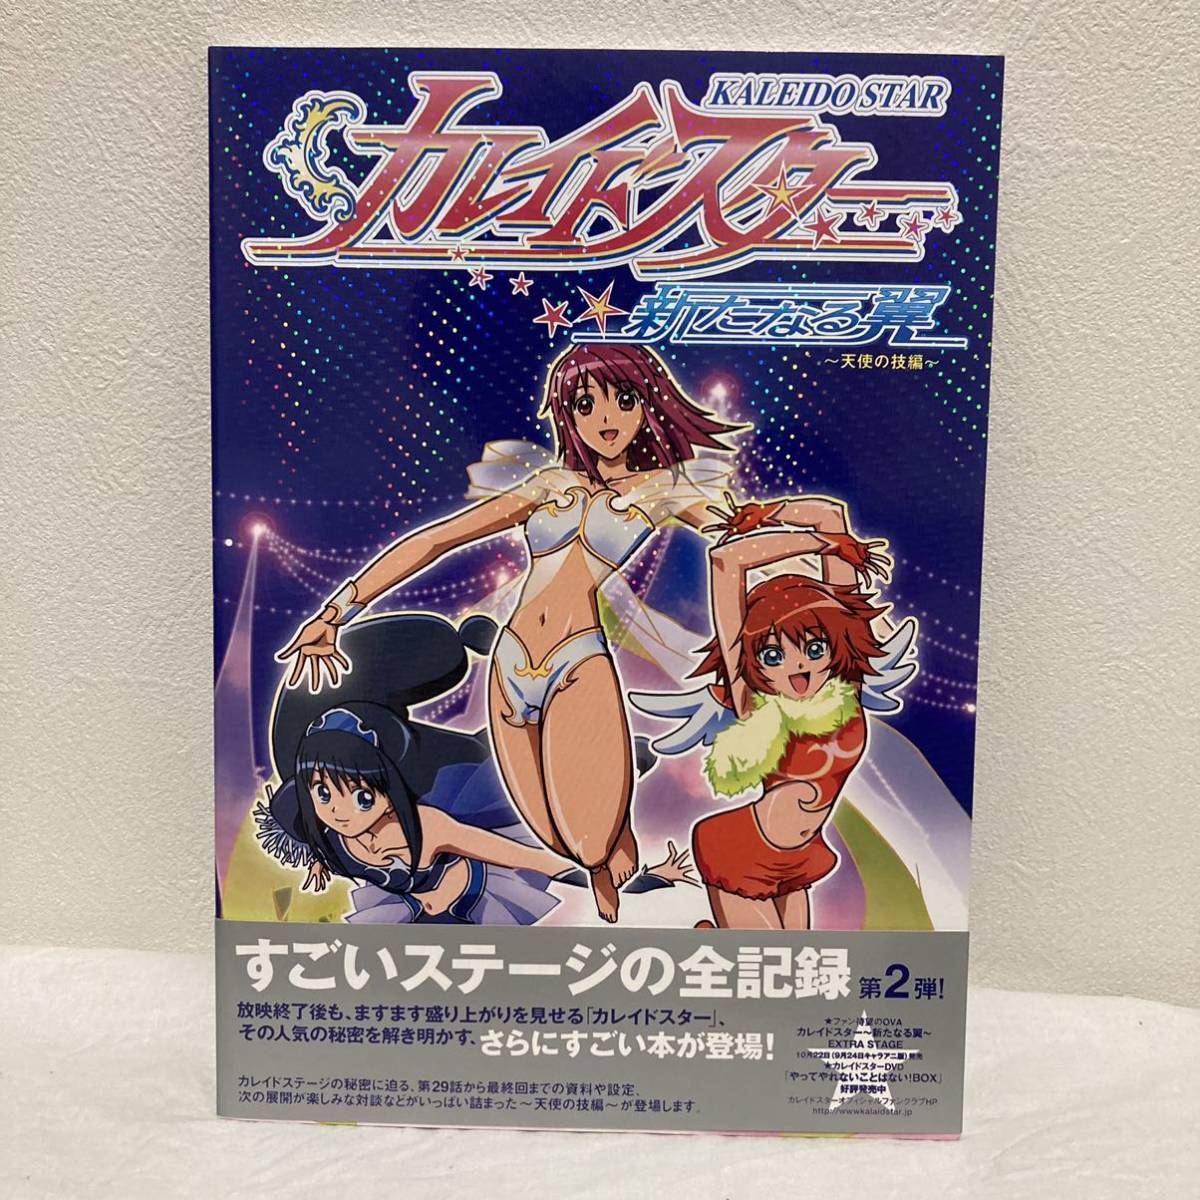 KALEIDO STAR
カレイドスター
新たなる翼
～天使の技編～
すごいステージの全記録 第2弾!
放映終了後も、ますます盛り上がりを見せる「カレイドスター」、
その人気の秘密を解き明かす、さらにすごい本が登場!
カレイドステージの秘密に迫る、第29話から最終回までの資料や設定、
次の展開が楽しみな対談などがいっぱい詰まった～天使の技編～が登場します。
★ファン待望のOVA
カレイドスター～新たなる翼～
EXTRA STAGE
10月22日(9月24日キャラアニ版)発売
★カレイドスターDVD
「やってやれないことはない!BOX」
好評発売中
カレイドスターオフィシャルファンクラブHP
http://wwwkalaidstar.jp